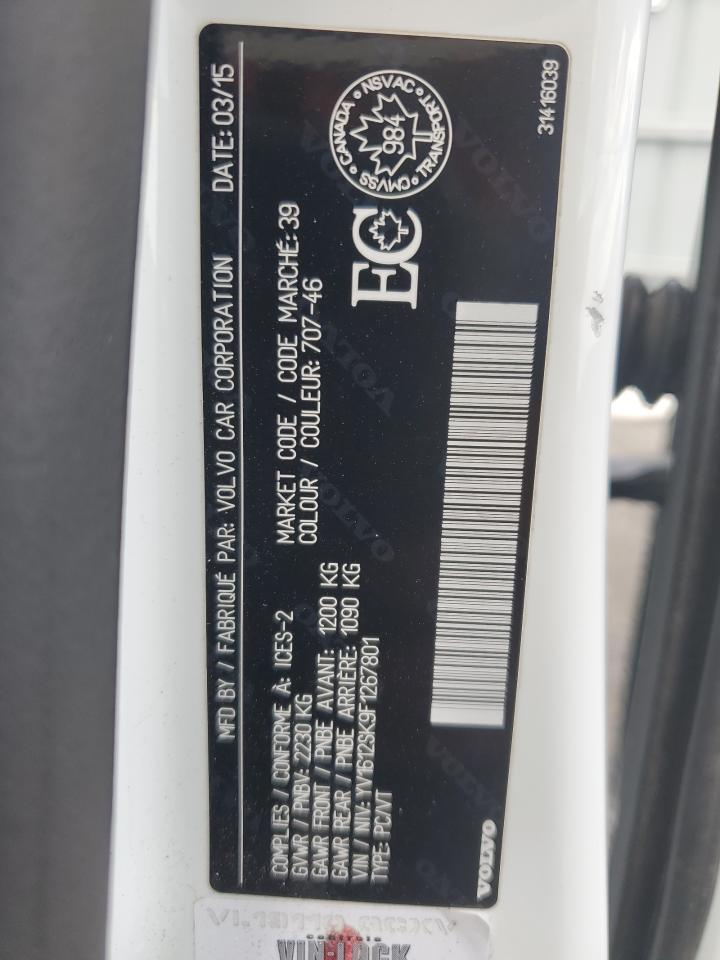 MFD BY / FABRIQUÉ PAR: VOLVO CAR CORPORATION DATE: 03/15
COMPLIES / CONFORME À: ICES-2
GVWR / PNBV: 2230 KG
GAWR FRONT / PNBE AVANT: 1200 KG
GAWR REAR / PNBE ARRIÈRE: 1090 KG
VIN / NIV: YV1612SK9F1267801
TYPE: PC/VT
MARKET CODE / CODE MARCHÉ: 39
COLOUR / COULEUR: 707-46
EC
CANADA • NSVAC • TRANSPORT • CMVSS
984
31416039
VOLVO
controls
VIN-LOCK